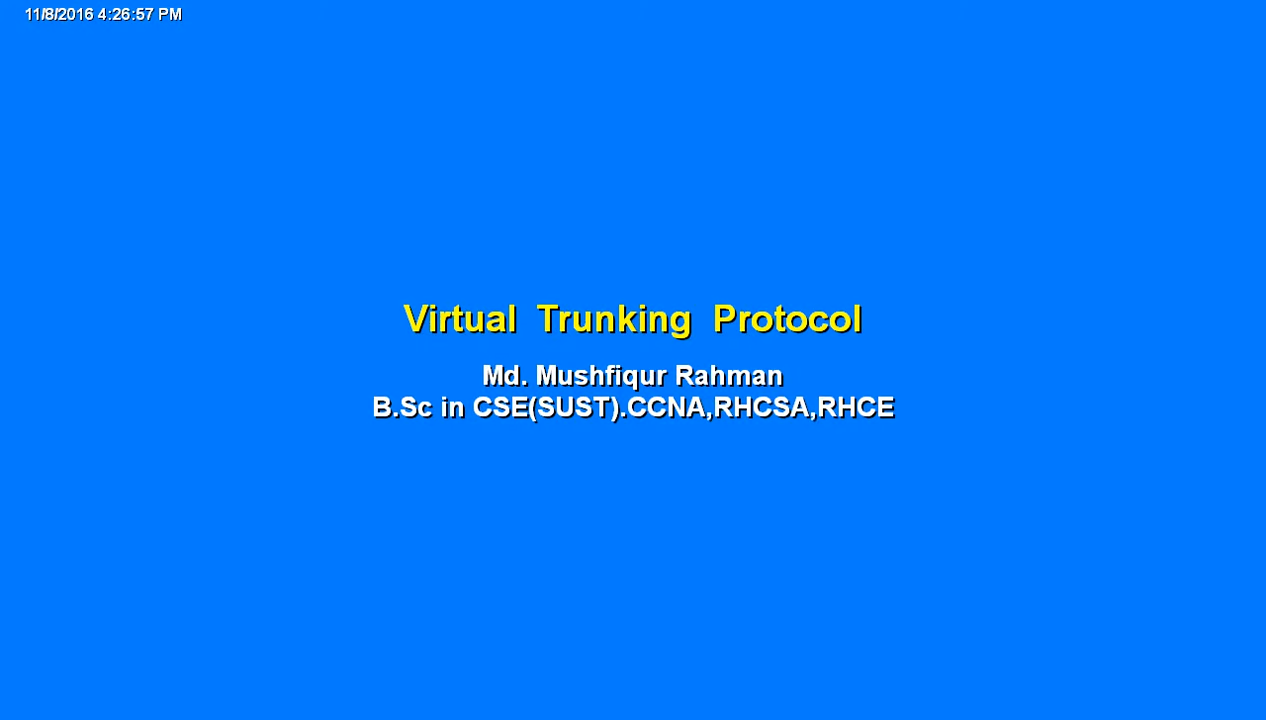 11/8/2016 4:26:57 PM
Virtual Trunking Protocol
Md. Mushfiqur Rahman
B.Sc in CSE(SUST).CCNA,RHCSA,RHCE